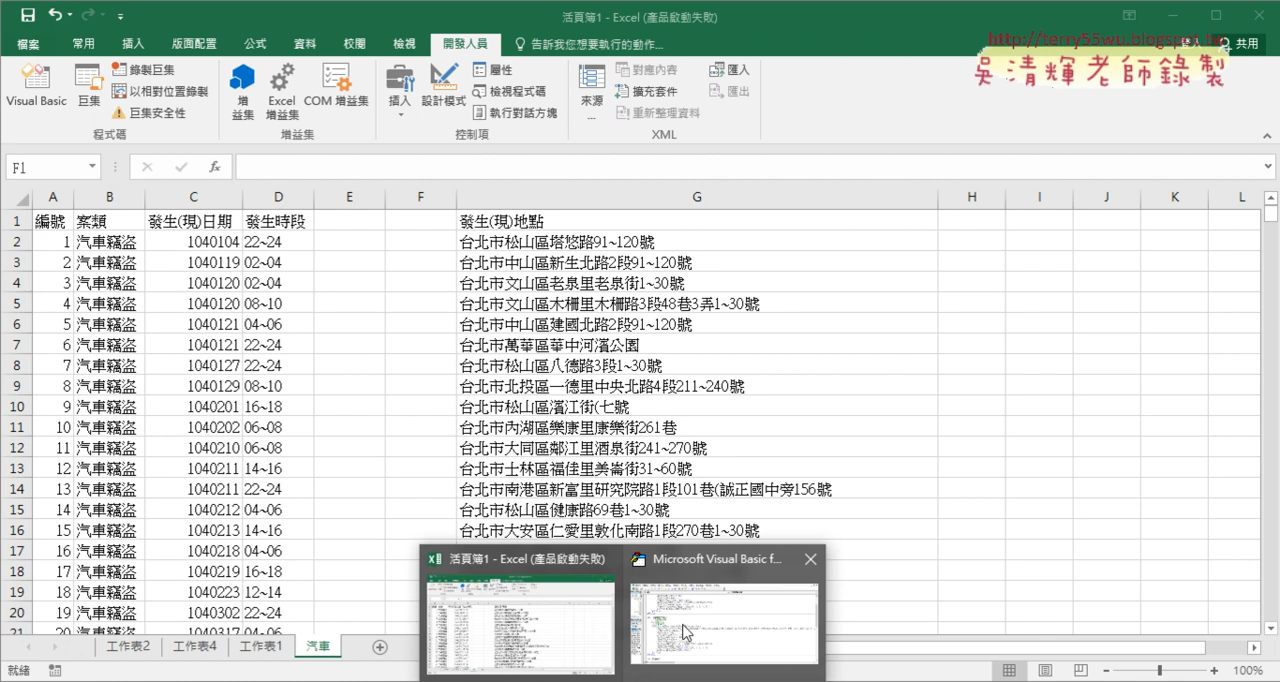 活頁簿1 - Excel (產品啟動失敗)
檔案 常用 插入 版面配置 公式 資料 校閱 檢視 開發人員 告訴我您想要執行的動作... 登入 共用
http://terry55wu.blogspot.tw
吳清輝老師錄製
Visual Basic 巨集 錄製巨集 以相對位置錄製 巨集安全性 程式碼
增益集 Excel 增益集 COM 增益集 增益集
插入 設計模式 屬性 檢視程式碼 執行對話方塊 控制項
來源... 對應內容 擴充套件 重新整理資料 匯入 匯出 XML
F1 fx
A B C D E F G H I J K L
1 編號 案類 發生(現)日期 發生時段 發生(現)地點
2 1 汽車竊盜 1040104 22~24 台北市松山區塔悠路91~120號
3 2 汽車竊盜 1040119 02~04 台北市中山區新生北路2段91~120號
4 3 汽車竊盜 1040120 02~04 台北市文山區老泉里老泉街1~30號
5 4 汽車竊盜 1040120 08~10 台北市文山區木柵里木柵路3段48巷3弄1~30號
6 5 汽車竊盜 1040121 04~06 台北市中山區建國北路2段91~120號
7 6 汽車竊盜 1040121 22~24 台北市萬華區華中河濱公園
8 7 汽車竊盜 1040127 22~24 台北市松山區八德路3段1~30號
9 8 汽車竊盜 1040129 08~10 台北市北投區一德里中央北路4段211~240號
10 9 汽車竊盜 1040201 16~18 台北市松山區濱江街(七號
11 10 汽車竊盜 1040202 06~08 台北市內湖區樂康里康樂街261巷
12 11 汽車竊盜 1040210 06~08 台北市大同區鄰江里酒泉街241~270號
13 12 汽車竊盜 1040211 14~16 台北市士林區福佳里美崙街31~60號
14 13 汽車竊盜 1040211 22~24 台北市南港區新富里研究院路1段101巷(誠正國中旁156號
15 14 汽車竊盜 1040212 04~06 台北市松山區健康路69巷1~30號
16 15 汽車竊盜 1040213 14~16 台北市大安區仁愛里敦化南路1段270巷1~30號
17 16 汽車竊盜 1040218 04~06
18 17 汽車竊盜 1040219 16~18
19 18 汽車竊盜 1040223 12~14
20 19 汽車竊盜 1040302 22~24
21 20 汽車竊盜 1040317 04~06
活頁簿1 - Excel (產品啟動失敗) Microsoft Visual Basic f...
工作表2 工作表4 工作表1 汽車
就緒 100%